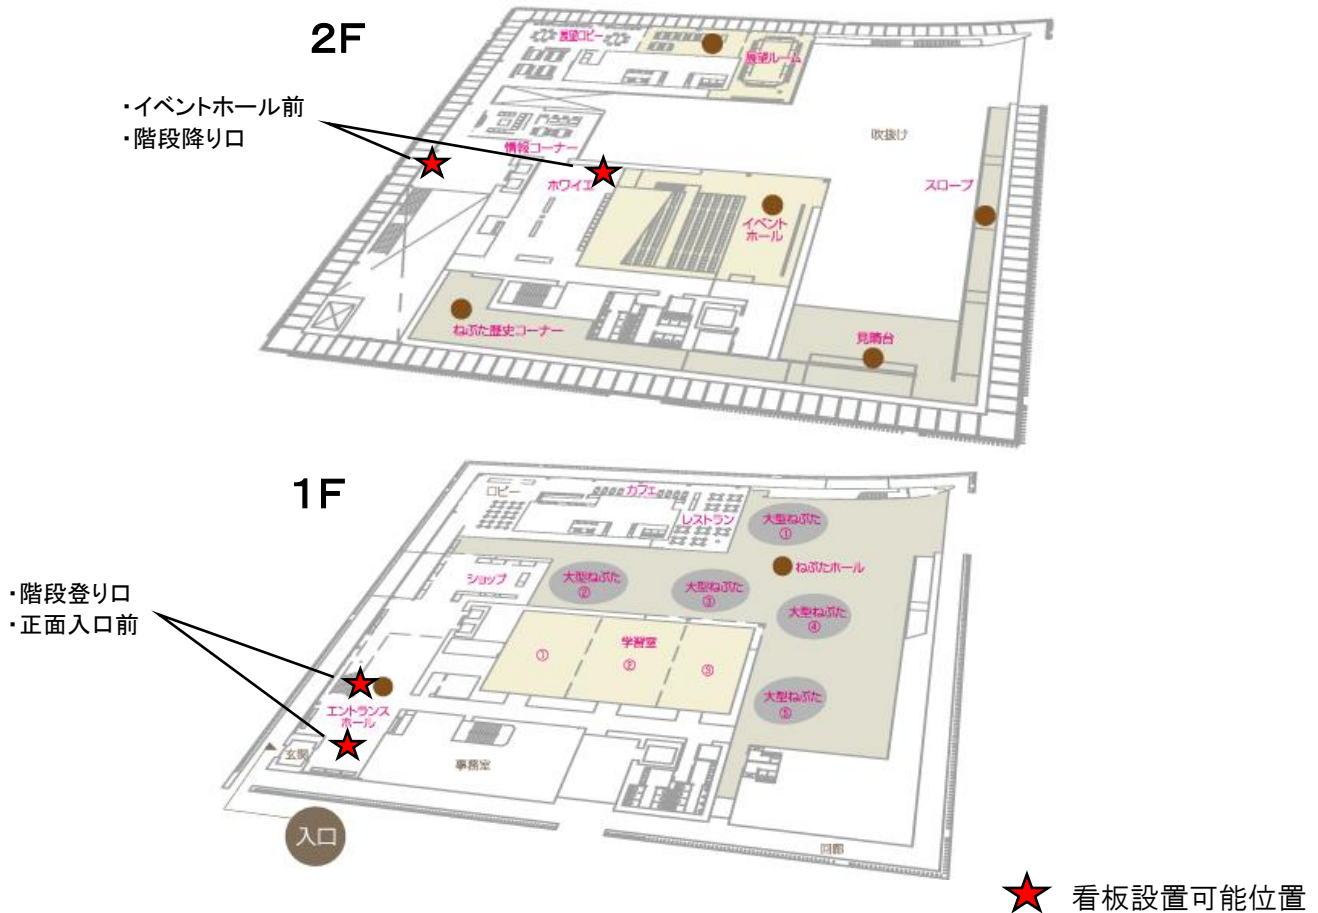 2F
展望ロビー
展望ルーム
・イベントホール前
・階段降り口
吹抜け
情報コーナー
ホワイエ
スロープ
イベント
ホール
ねぶた歴史コーナー
見晴台
1F
ロビー
カフェ
レストラン
大型ねぶた
①
ねぶたホール
ショップ
大型ねぶた
②
大型ねぶた
③
大型ねぶた
④
・階段登り口
・正面入口前
学習室
①
②
③
大型ねぶた
⑤
エントランス
ホール
玄関
事務室
入口
回廊
看板設置可能位置